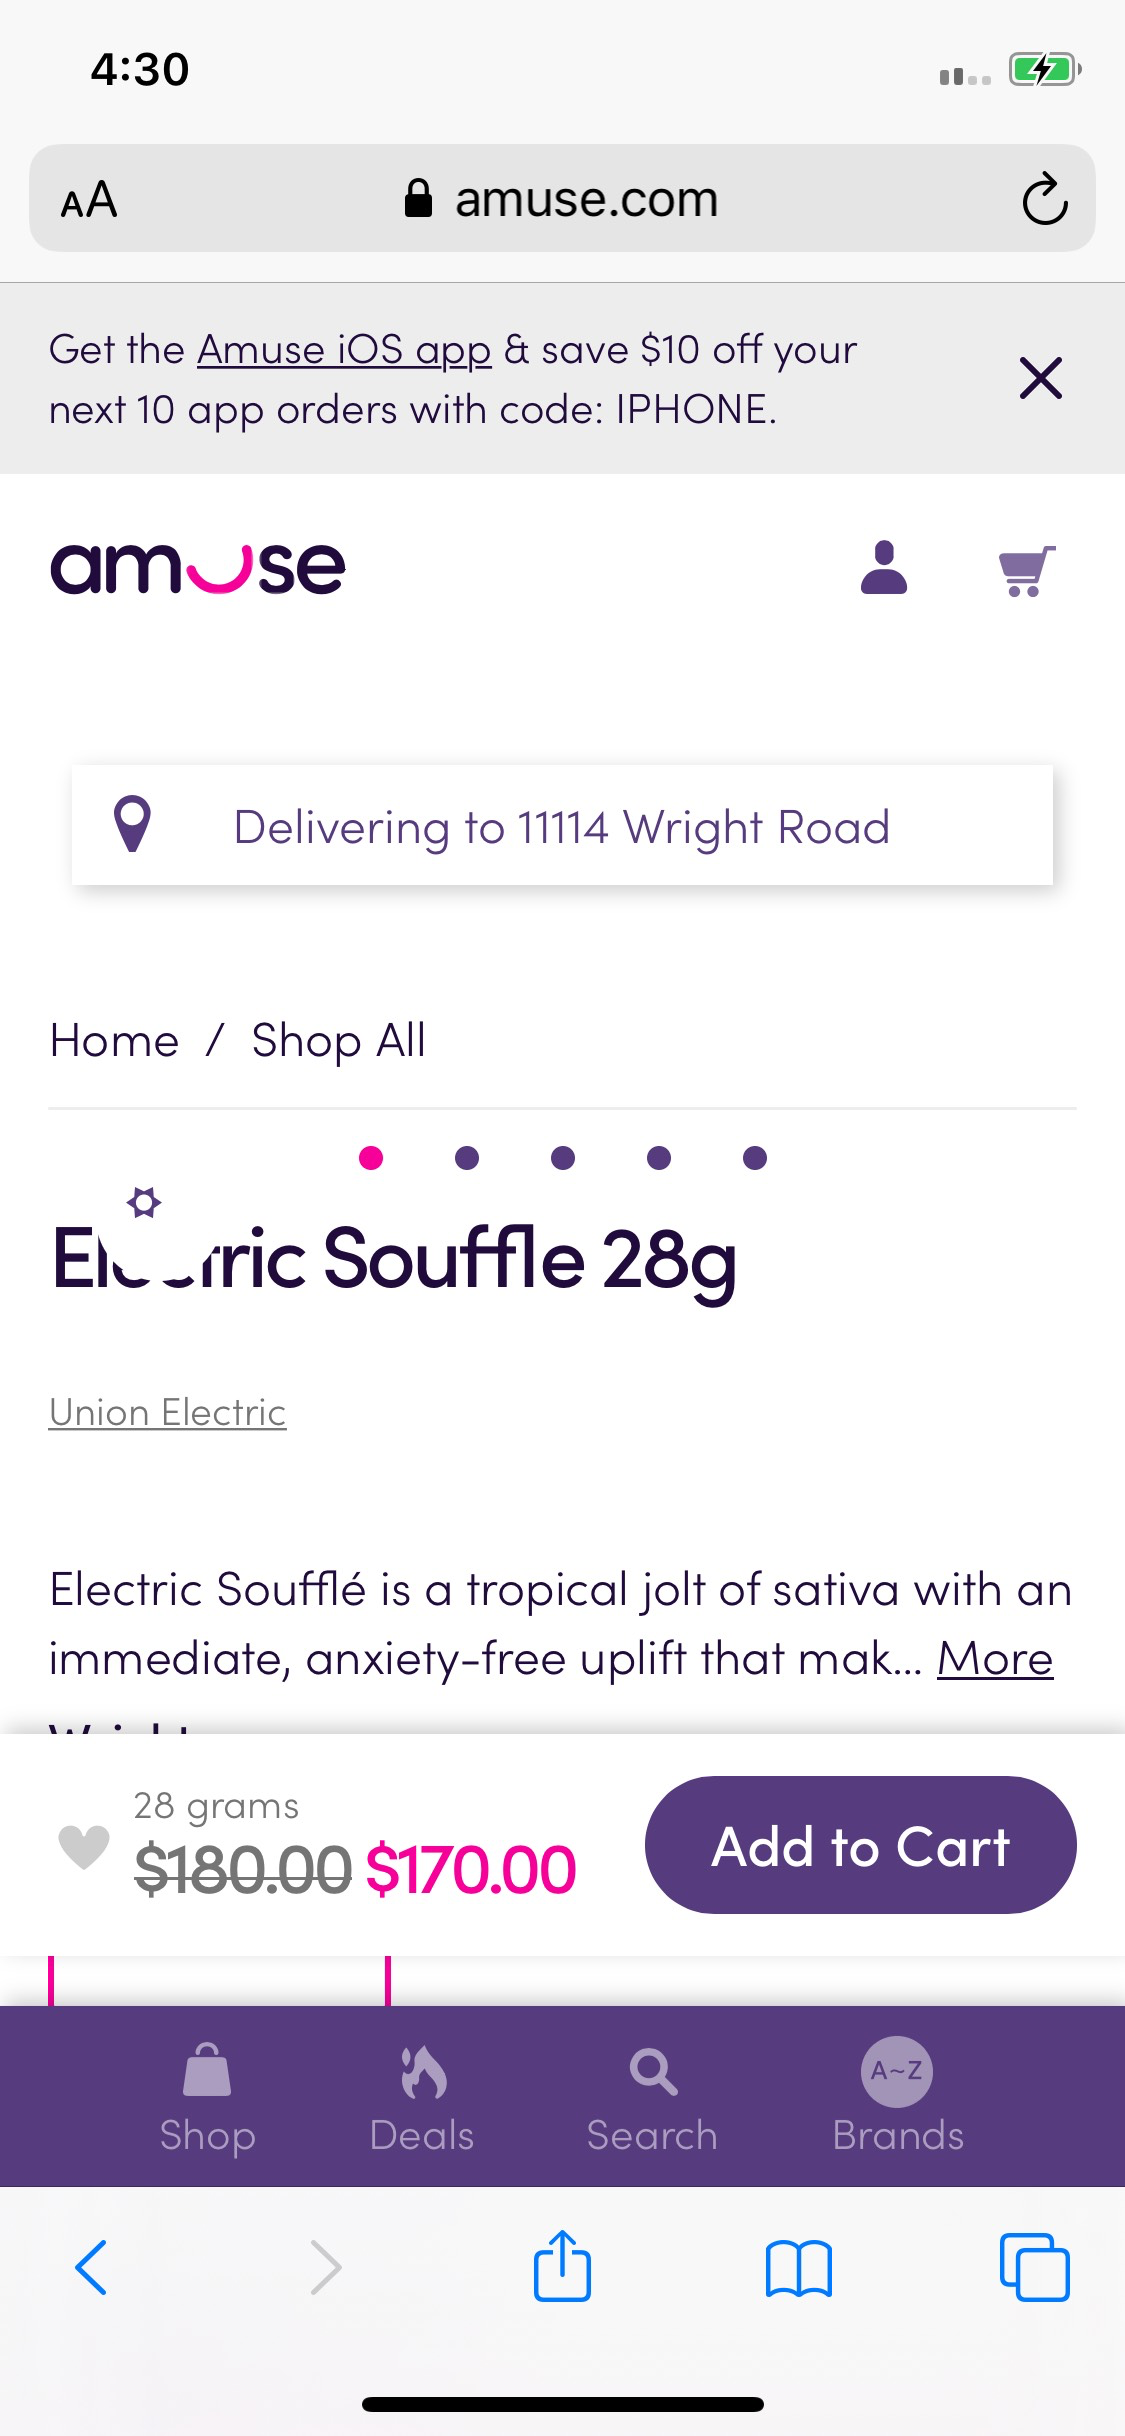 4:30
AA amuse.com
Get the Amuse iOS app & save $10 off your
next 10 app orders with code: IPHONE.
amuse
Delivering to 11114 Wright Road
Home / Shop All
Electric Souffle 28g
Union Electric
Electric Soufflé is a tropical jolt of sativa with an
immediate, anxiety-free uplift that mak... More
28 grams
$180.00 $170.00
Add to Cart
A~Z
Shop Deals Search Brands